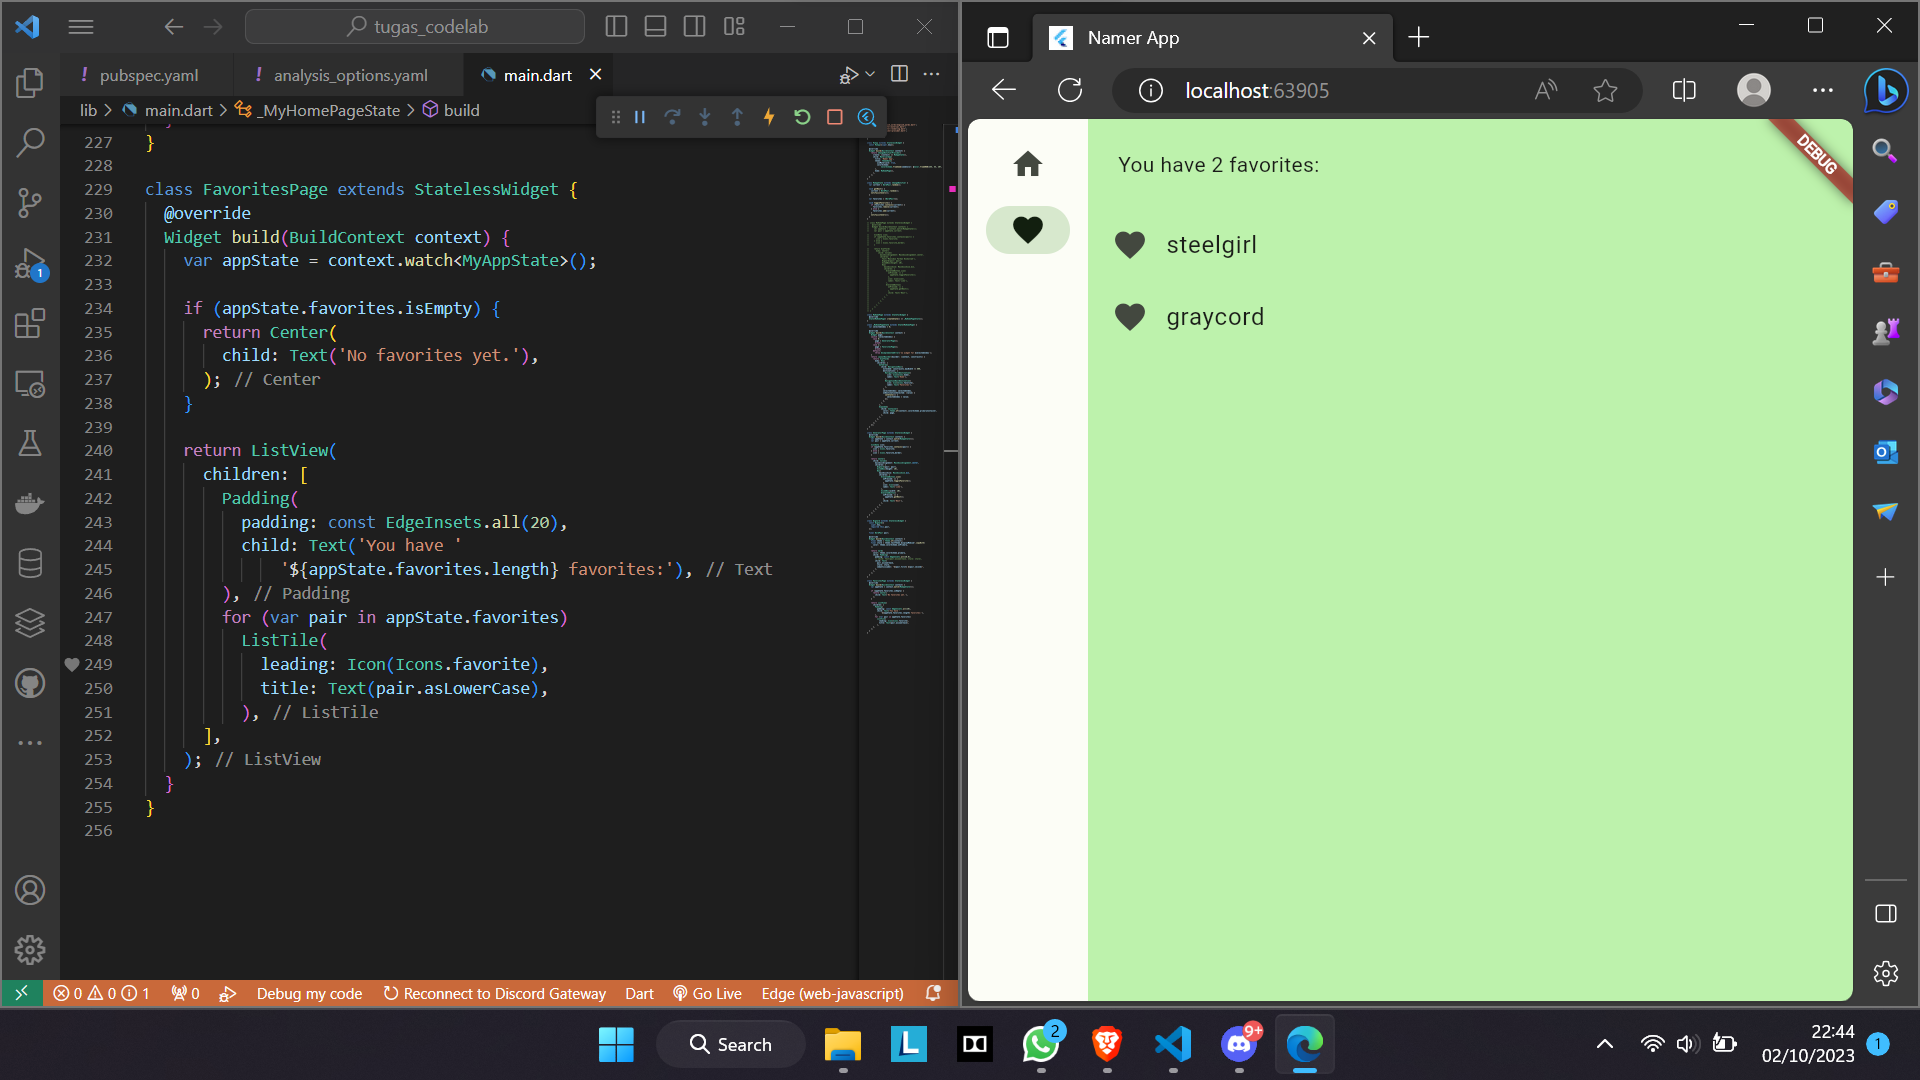 tugas_codelab
pubspec.yaml
analysis_options.yaml
main.dart
lib > main.dart > _MyHomePageState > build
227 }
228
229 class FavoritesPage extends StatelessWidget {
230 @override
231 Widget build(BuildContext context) {
232 var appState = context.watch<MyAppState>();
233
234 if (appState.favorites.isEmpty) {
235 return Center(
236 child: Text('No favorites yet.'),
237 ); // Center
238 }
239
240 return ListView(
241 children: [
242 Padding(
243 padding: const EdgeInsets.all(20),
244 child: Text('You have '
245 '${appState.favorites.length} favorites:'), // Text
246 ), // Padding
247 for (var pair in appState.favorites)
248 ListTile(
249 leading: Icon(Icons.favorite),
250 title: Text(pair.asLowerCase),
251 ), // ListTile
252 ],
253 ); // ListView
254 }
255 }
256
1
0 0 1 0 Debug my code Reconnect to Discord Gateway Dart Go Live Edge (web-javascript)
Namer App
localhost:63905
DEBUG
You have 2 favorites:
steelgirl
graycord
Search
L
2
9+
22:44
02/10/2023
1